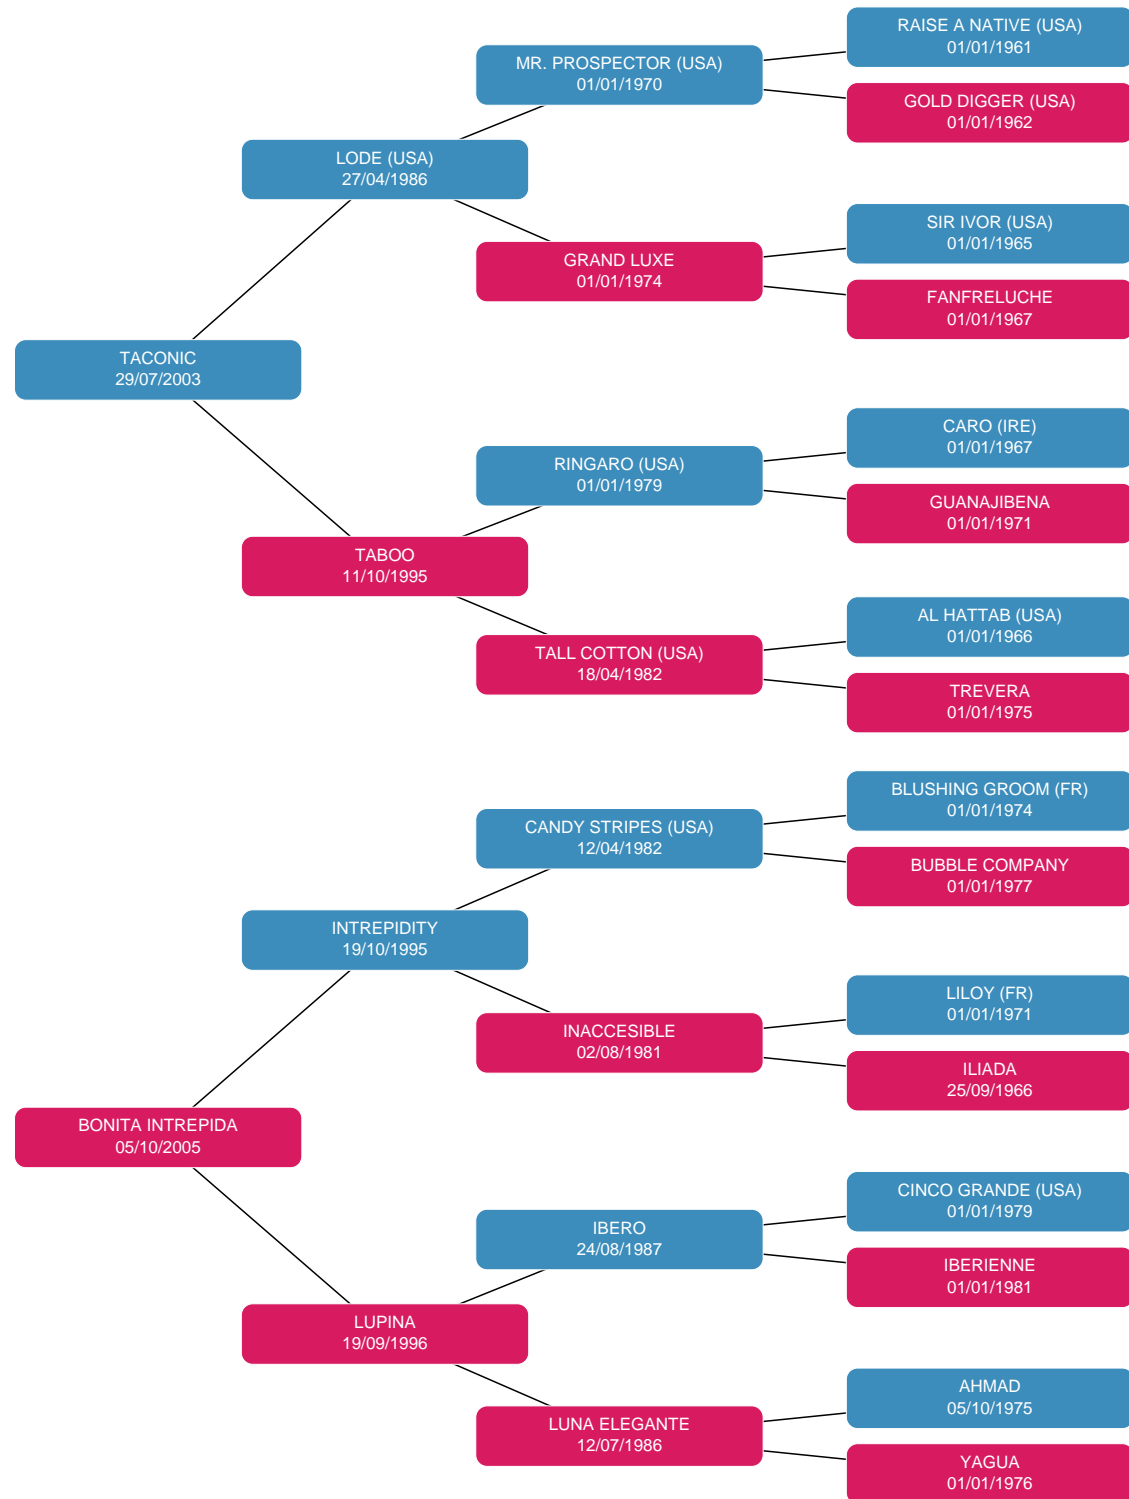 RAISE A NATIVE (USA)
01/01/1961
MR. PROSPECTOR (USA)
01/01/1970
GOLD DIGGER (USA)
01/01/1962
LODE (USA)
27/04/1986
SIR IVOR (USA)
01/01/1965
GRAND LUXE
01/01/1974
FANFRELUCHE
01/01/1967
TACONIC
29/07/2003
CARO (IRE)
01/01/1967
RINGARO (USA)
01/01/1979
GUANAJIBENA
01/01/1971
TABOO
11/10/1995
AL HATTAB (USA)
01/01/1966
TALL COTTON (USA)
18/04/1982
TREVERA
01/01/1975
BLUSHING GROOM (FR)
01/01/1974
CANDY STRIPES (USA)
12/04/1982
BUBBLE COMPANY
01/01/1977
INTREPIDITY
19/10/1995
LILOY (FR)
01/01/1971
INACCESIBLE
02/08/1981
ILIADA
25/09/1966
BONITA INTREPIDA
05/10/2005
CINCO GRANDE (USA)
01/01/1979
IBERO
24/08/1987
IBERIENNE
01/01/1981
LUPINA
19/09/1996
AHMAD
05/10/1975
LUNA ELEGANTE
12/07/1986
YAGUA
01/01/1976